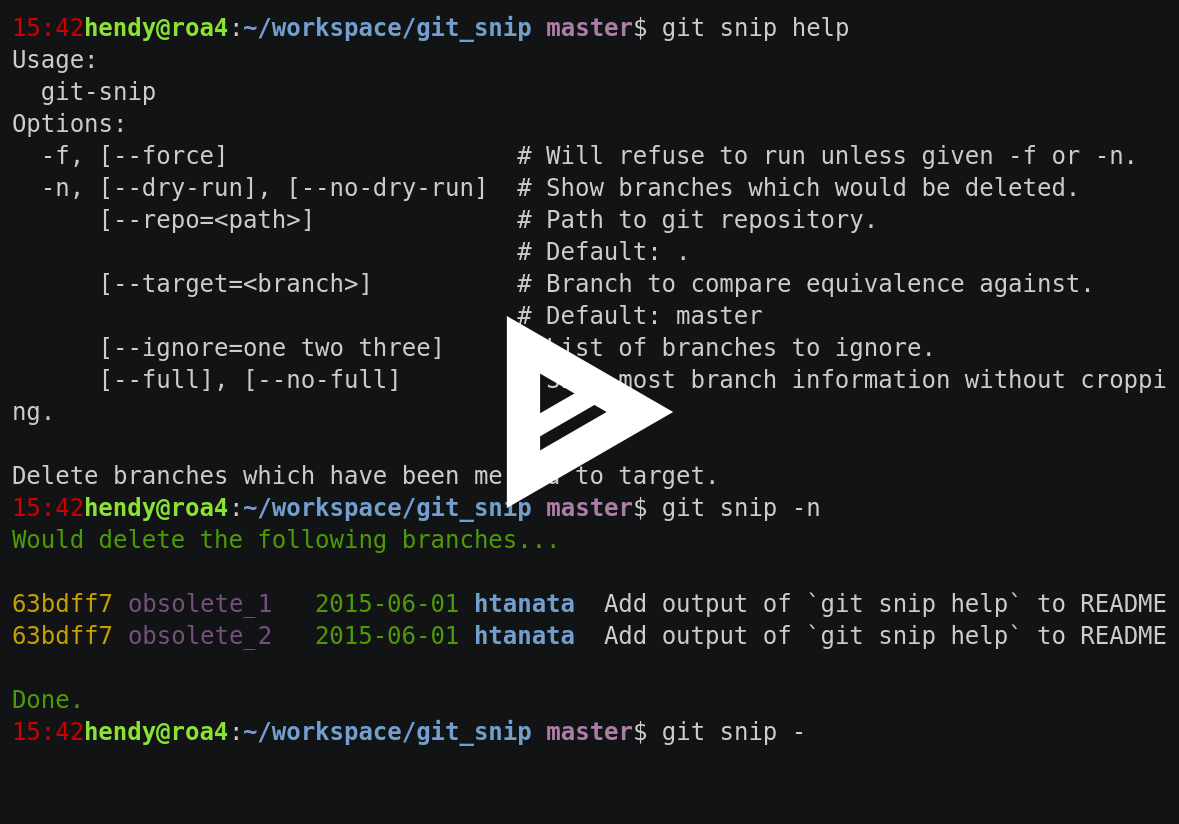 15:42hendy@roa4:~/workspace/git_snip master$ git snip help
Usage:
  git-snip
Options:
  -f, [--force]                    # Will refuse to run unless given -f or -n.
  -n, [--dry-run], [--no-dry-run]  # Show branches which would be deleted.
      [--repo=<path>]              # Path to git repository.
                                   # Default: .
      [--target=<branch>]          # Branch to compare equivalence against.
                                   # Default: master
      [--ignore=one two three]       List of branches to ignore.
      [--full], [--no-full]          most branch information without croppi
ng.

Delete branches which have been to target.
15:42hendy@roa4:~/workspace/git_snip master$ git snip -n
Would delete the following branches...

63bdff7 obsolete_1   2015-06-01 htanata  Add output of `git snip help` to README
63bdff7 obsolete_2   2015-06-01 htanata  Add output of `git snip help` to README

Done.
15:42hendy@roa4:~/workspace/git_snip master$ git snip -